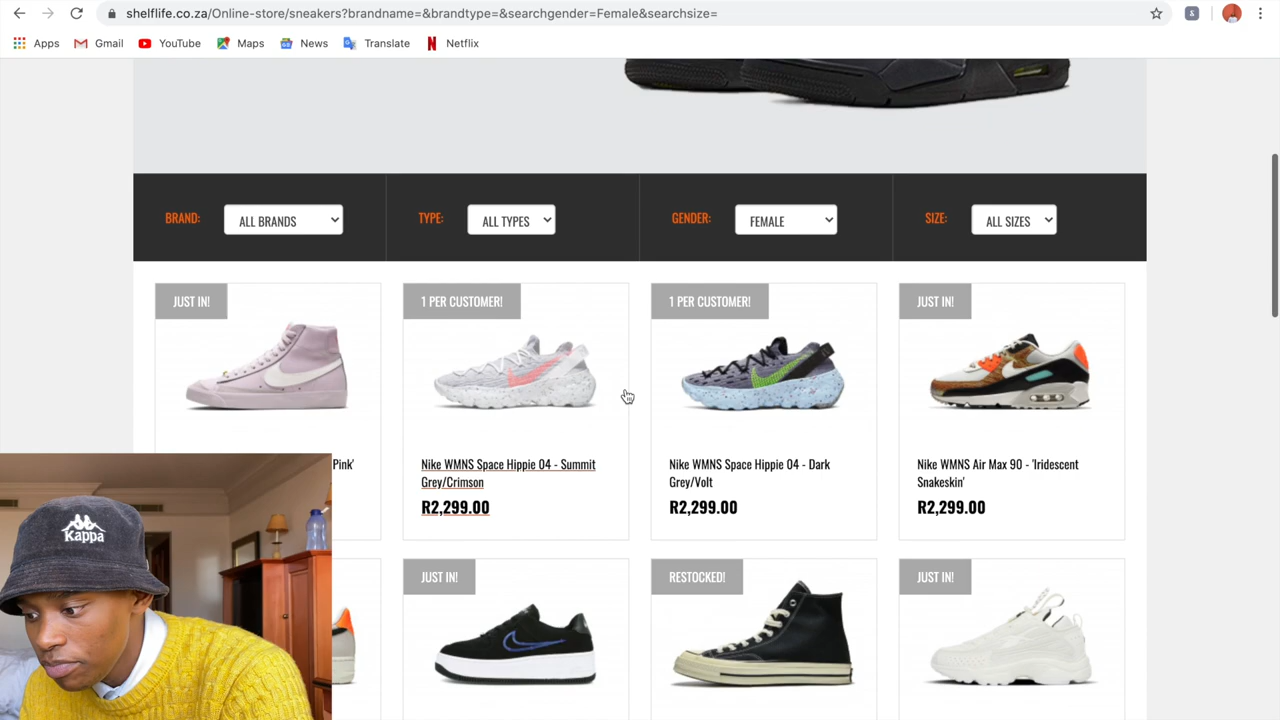 shelflife.co.za/Online-store/sneakers?brandname=&brandtype=&searchgender=Female&searchsize=
Apps Gmail YouTube Maps News Translate Netflix
BRAND: ALL BRANDS TYPE: ALL TYPES GENDER: FEMALE SIZE: ALL SIZES
JUST IN! 1 PER CUSTOMER! 1 PER CUSTOMER! JUST IN!
Pink'
Nike WMNS Space Hippie 04 - Summit
Grey/Crimson
R2,299.00
Nike WMNS Space Hippie 04 - Dark
Grey/Volt
R2,299.00
Nike WMNS Air Max 90 - 'Iridescent
Snakeskin'
R2,299.00
JUST IN! RESTOCKED! JUST IN!
Kappa